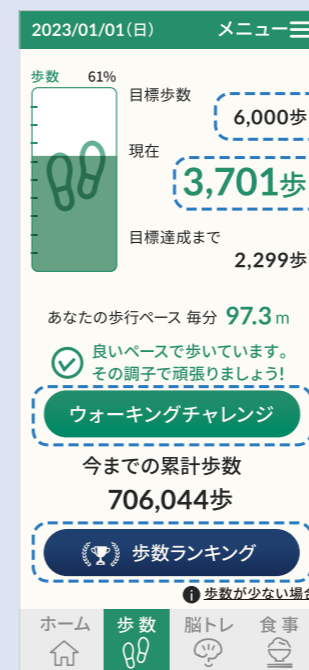 2023/01/01(日)
メニュー
歩数 61%
目標歩数
6,000歩
現在
3,701歩
目標達成まで
2,299歩
あなたの歩行ペース 毎分 97.3m
良いペースで歩いています。
その調子で頑張りましょう!
ウォーキングチャレンジ
今までの累計歩数
706,044歩
歩数ランキング
歩数が少ない場合
ホーム 歩数 脳トレ 食事